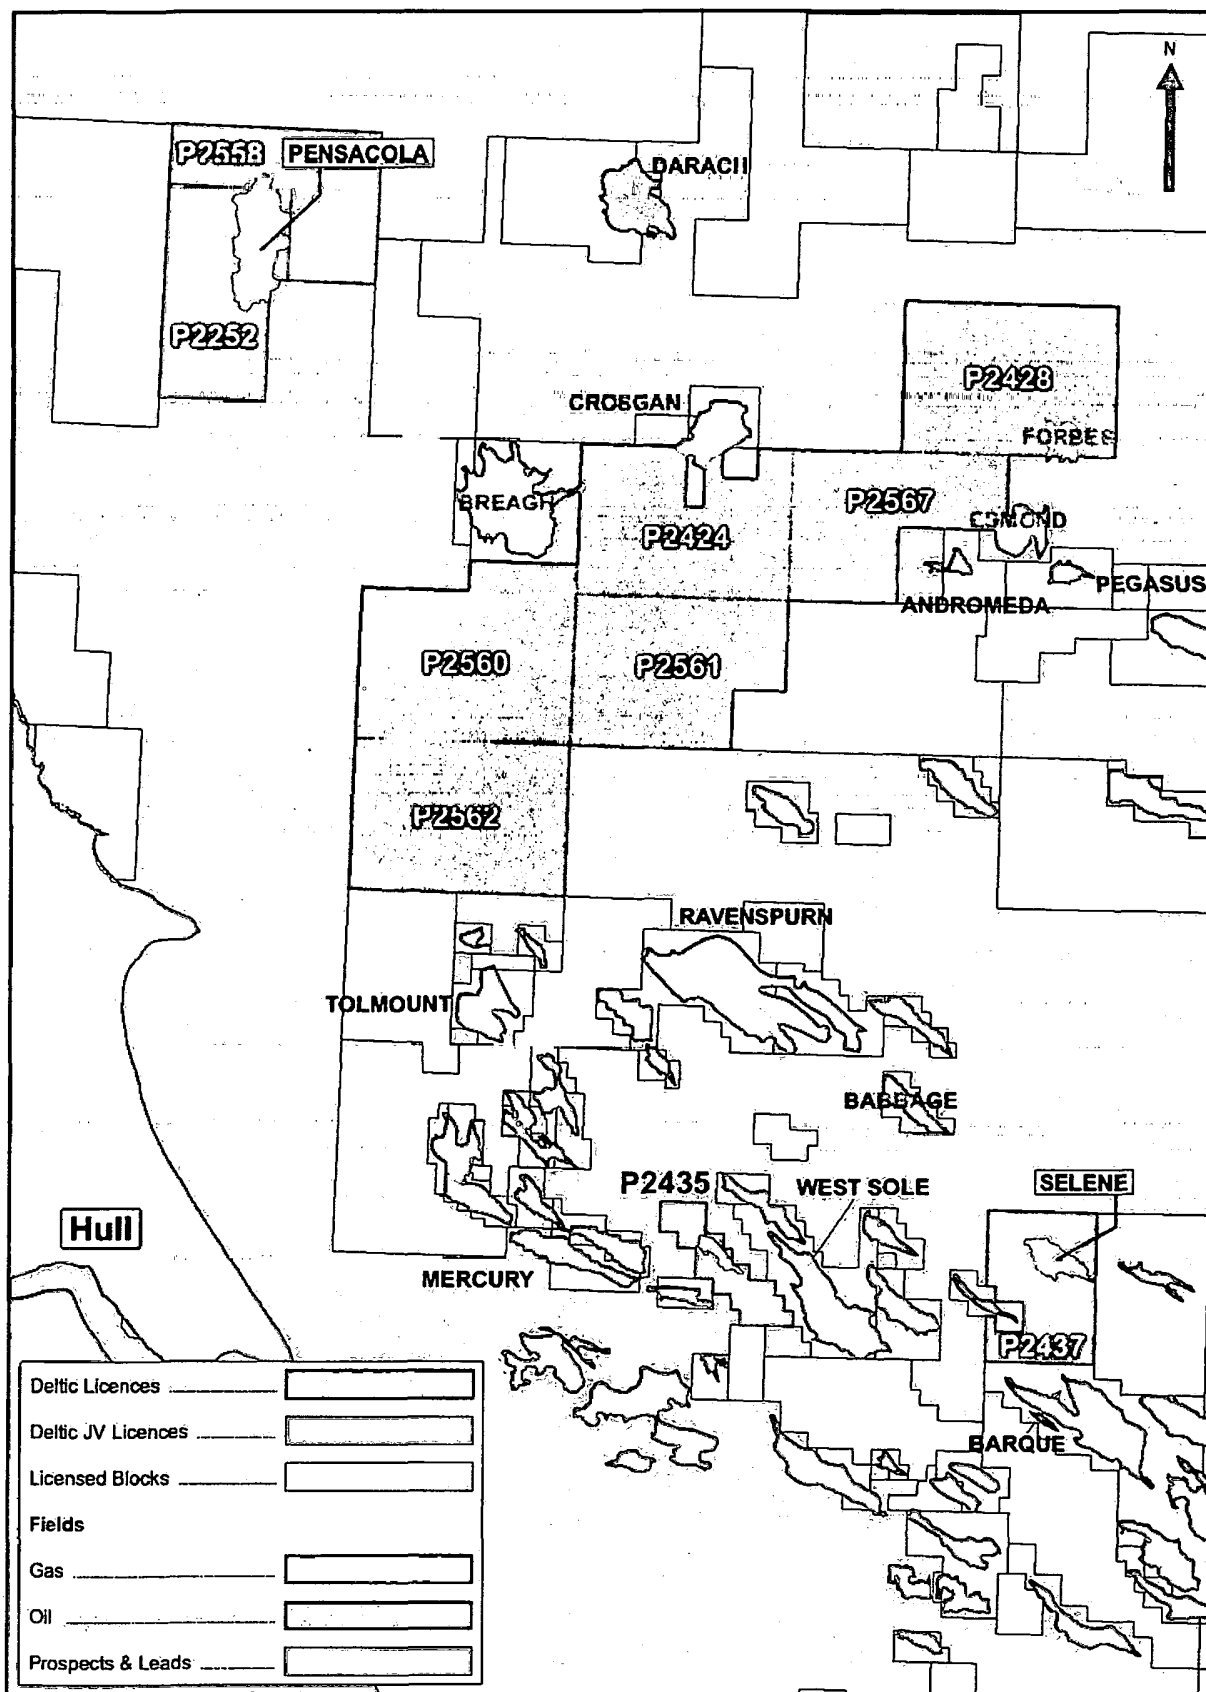 N
P2558
PENSACOLA
DARACH
P2252
P2428
CROSGAN
FORBES
BREAGH
P2567
EDMOND
P2424
PEGASUS
ANDROMEDA
P2560
P2561
P2562
RAVENSPURN
TOLMOUNT
BABBAGE
P2435
WEST SOLE
SELENE
Hull
MERCURY
P2437
BARQUE
Deltic Licences
Deltic JV Licences
Licensed Blocks
Fields
Gas
Oil
Prospects & Leads